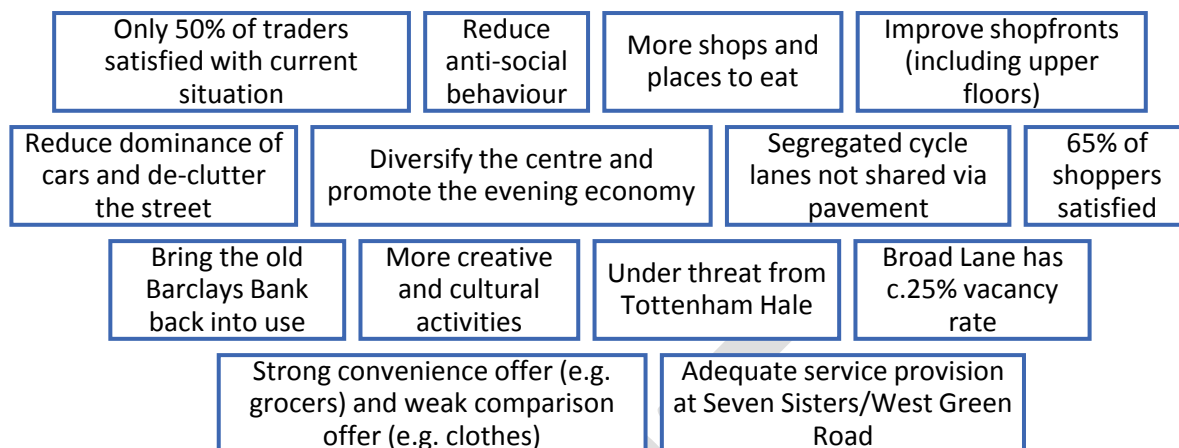 Only 50% of traders
satisfied with current
situation
Reduce
anti-social
behaviour
More shops and
places to eat
Improve shopfronts
(including upper
floors)
Reduce dominance of
cars and de-clutter
the street
Diversify the centre and
promote the evening economy
Segregated cycle
lanes not shared via
pavement
65% of
shoppers
satisfied
Bring the old
Barclays Bank
back into use
More creative
and cultural
activities
Under threat from
Tottenham Hale
Broad Lane has
c.25% vacancy
rate
Strong convenience offer (e.g.
grocers) and weak comparison
offer (e.g. clothes)
Adequate service provision
at Seven Sisters/West Green
Road